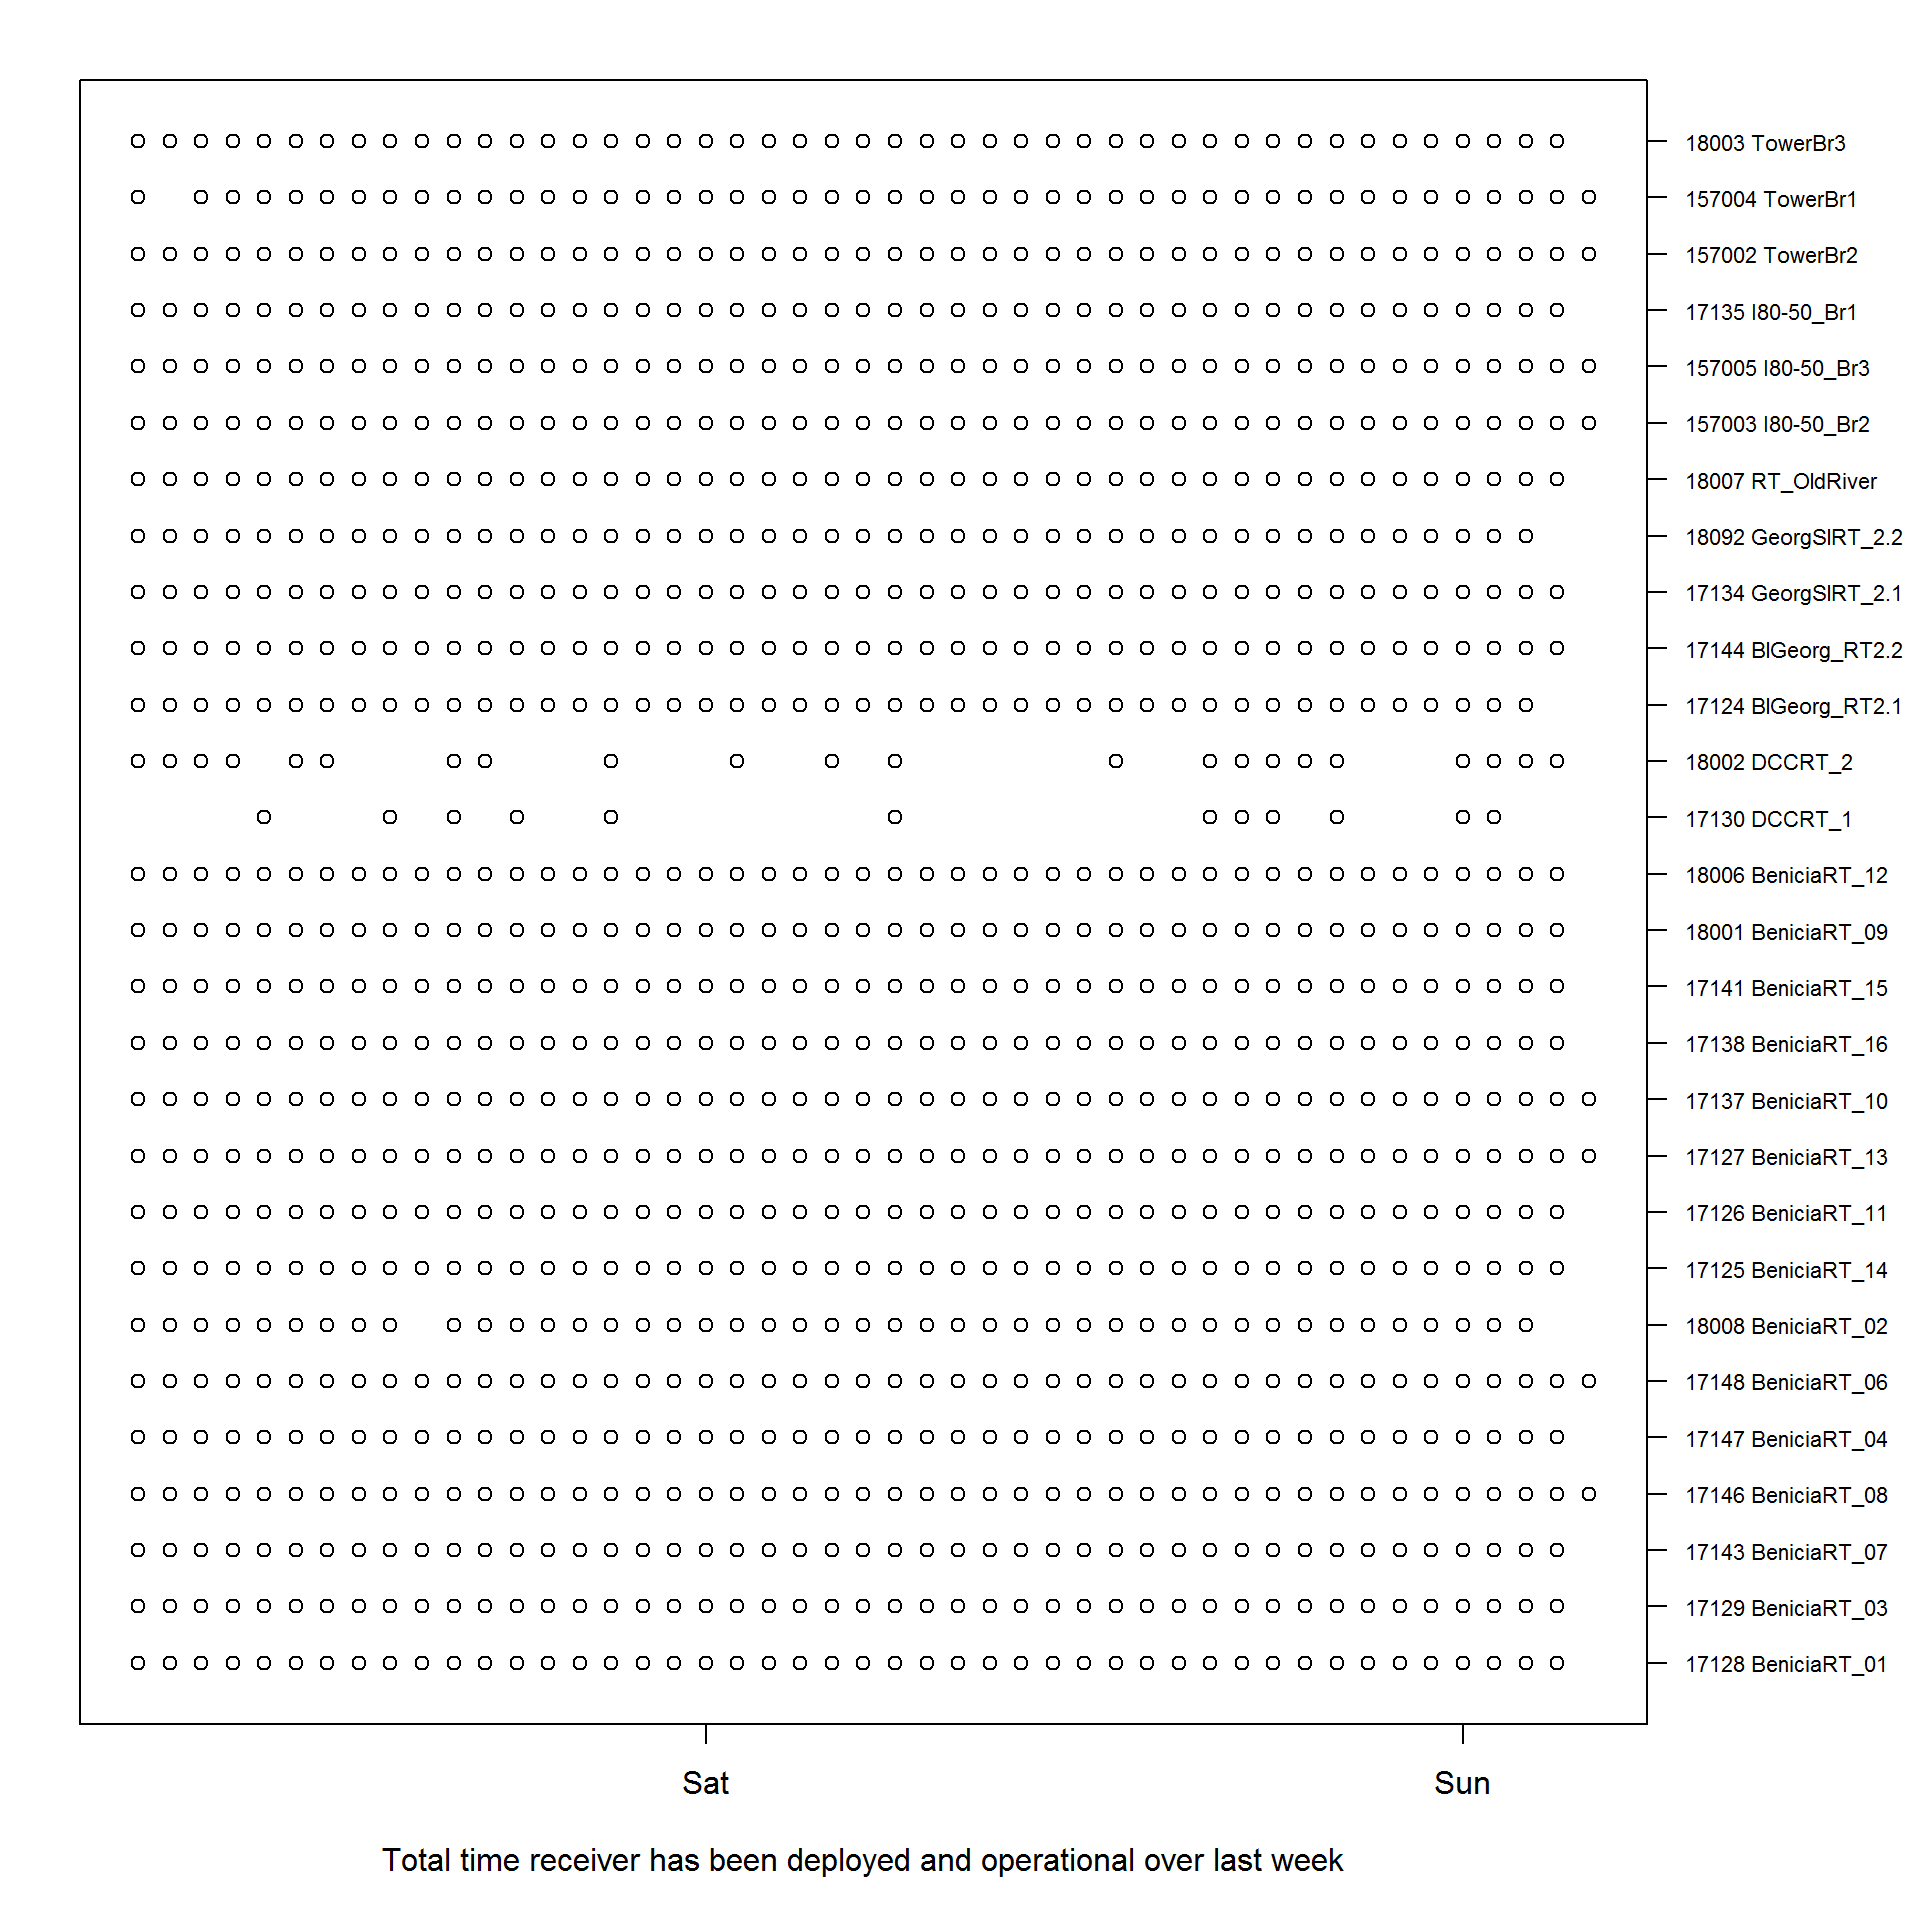 18003 TowerBr3
157004 TowerBr1
157002 TowerBr2
17135 I80-50_Br1
157005 I80-50_Br3
157003 I80-50_Br2
18007 RT_OldRiver
18092 GeorgSlRT_2.2
17134 GeorgSlRT_2.1
17144 BlGeorg_RT2.2
17124 BlGeorg_RT2.1
18002 DCCRT_2
17130 DCCRT_1
18006 BeniciaRT_12
18001 BeniciaRT_09
17141 BeniciaRT_15
17138 BeniciaRT_16
17137 BeniciaRT_10
17127 BeniciaRT_13
17126 BeniciaRT_11
17125 BeniciaRT_14
18008 BeniciaRT_02
17148 BeniciaRT_06
17147 BeniciaRT_04
17146 BeniciaRT_08
17143 BeniciaRT_07
17129 BeniciaRT_03
17128 BeniciaRT_01
Sat Sun
Total time receiver has been deployed and operational over last week